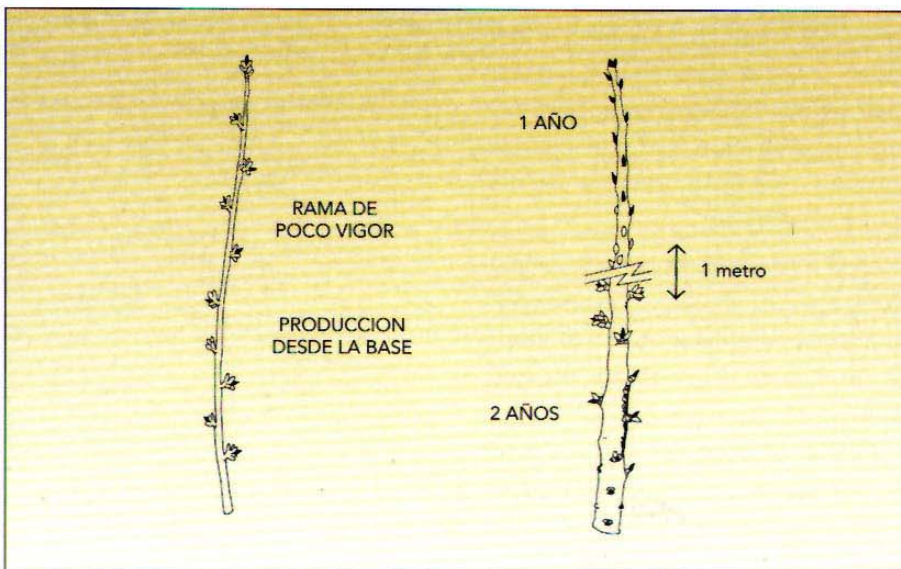 RAMA DE
POCO VIGOR
PRODUCCION
DESDE LA BASE
1 AÑO
1 metro
2 AÑOS